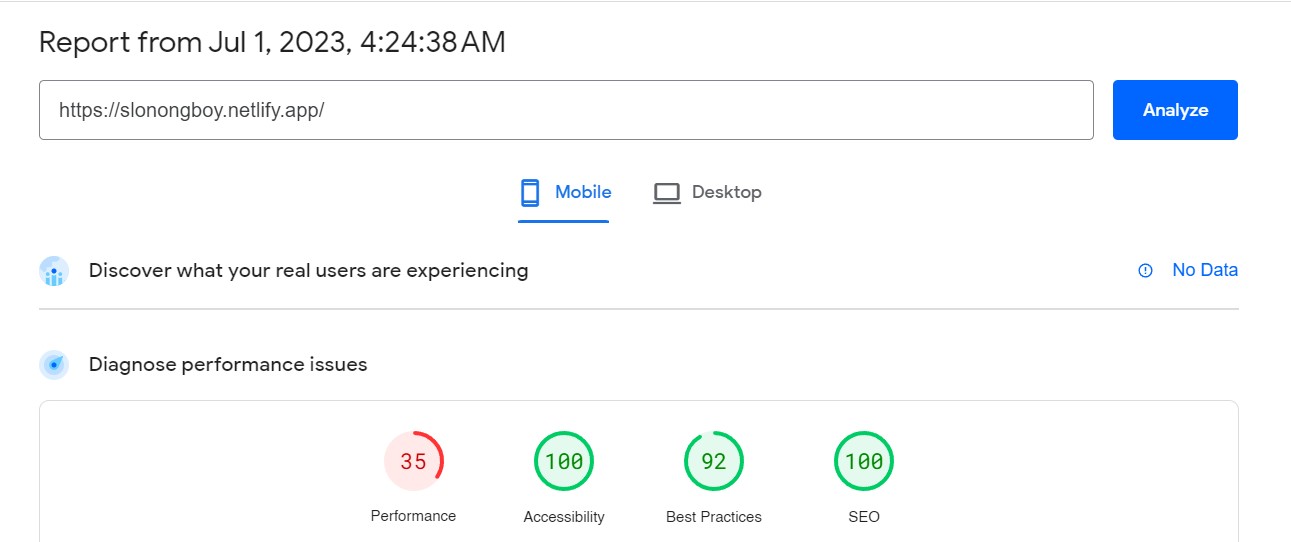 Report from Jul 1, 2023, 4:24:38 AM
https://slonongboy.netlify.app/
Analyze
Mobile
Desktop
Discover what your real users are experiencing
No Data
Diagnose performance issues
35
100
92
100
Performance
Accessibility
Best Practices
SEO